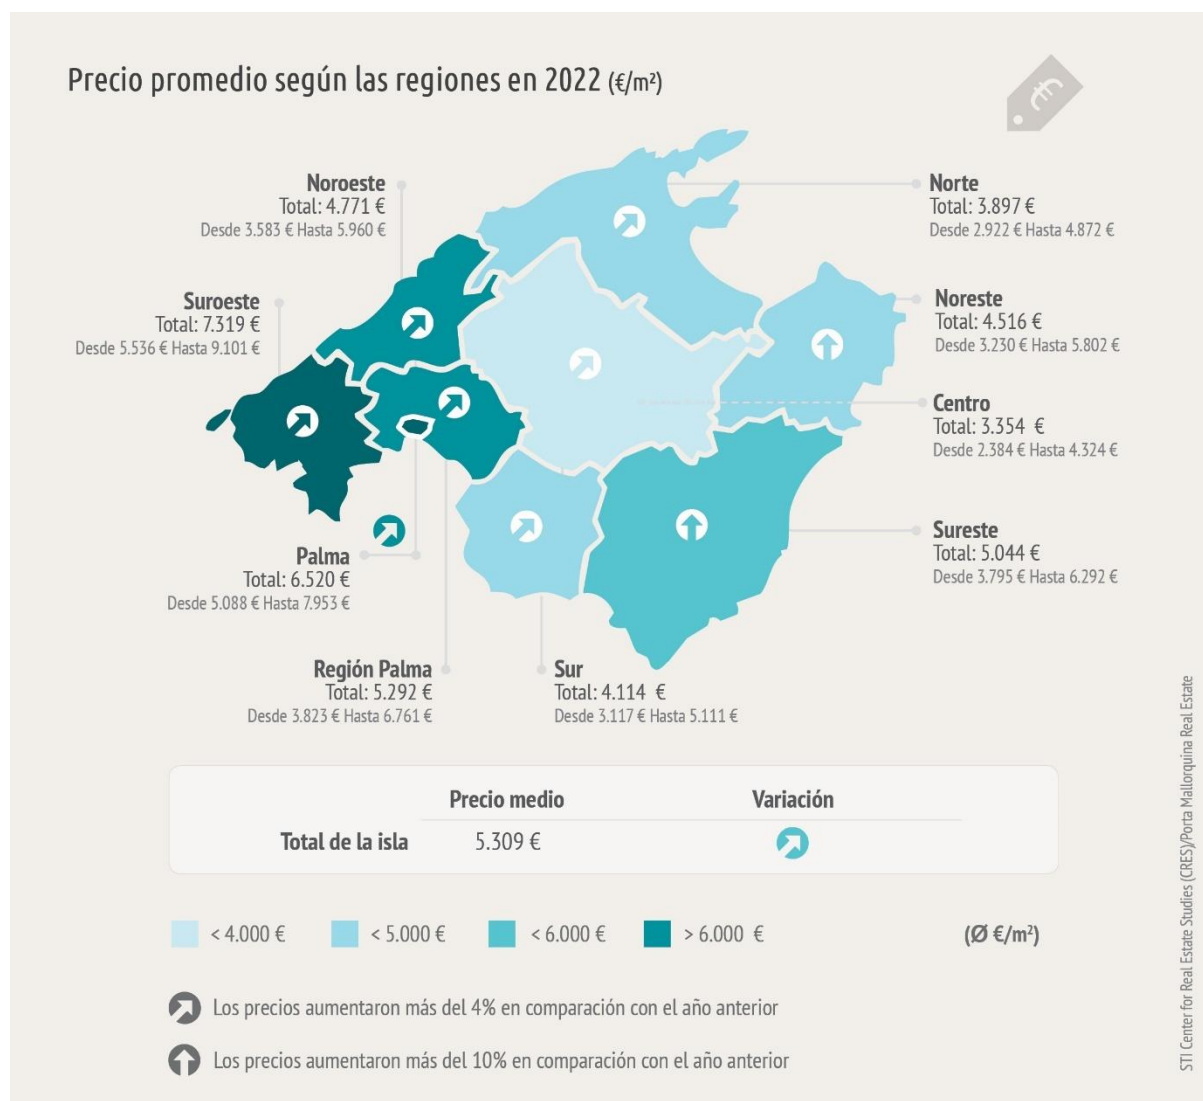 Precio promedio según las regiones en 2022 (€/m²)
Noroeste
Total: 4.771 €
Desde 3.583 € Hasta 5.960 €
Norte
Total: 3.897 €
Desde 2.922 € Hasta 4.872 €
Suroeste
Total: 7.319 €
Desde 5.536 € Hasta 9.101 €
Noreste
Total: 4.516 €
Desde 3.230 € Hasta 5.802 €
Centro
Total: 3.354 €
Desde 2.384 € Hasta 4.324 €
Sureste
Total: 5.044 €
Desde 3.795 € Hasta 6.292 €
Palma
Total: 6.520 €
Desde 5.088 € Hasta 7.953 €
Región Palma
Total: 5.292 €
Desde 3.823 € Hasta 6.761 €
Sur
Total: 4.114 €
Desde 3.117 € Hasta 5.111 €
Precio medio Variación
Total de la isla 5.309 €
< 4.000 € < 5.000 € < 6.000 € > 6.000 € (Ø €/m²)
Los precios aumentaron más del 4% en comparación con el año anterior
Los precios aumentaron más del 10% en comparación con el año anterior
STI Center for Real Estate Studies (CRES)/Porta Mallorquina Real Estate
€